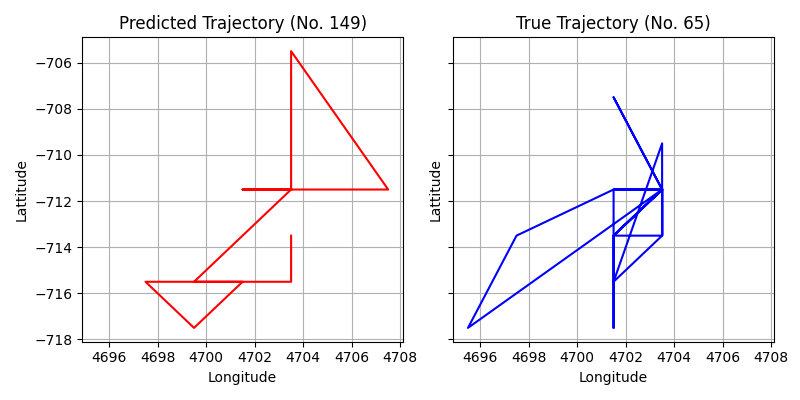 Predicted Trajectory (No. 149)
True Trajectory (No. 65)
−706
−708
−710
−712
−714
−716
−718
Lattitude
Lattitude
4696 4698 4700 4702 4704 4706 4708
4696 4698 4700 4702 4704 4706 4708
Longitude
Longitude